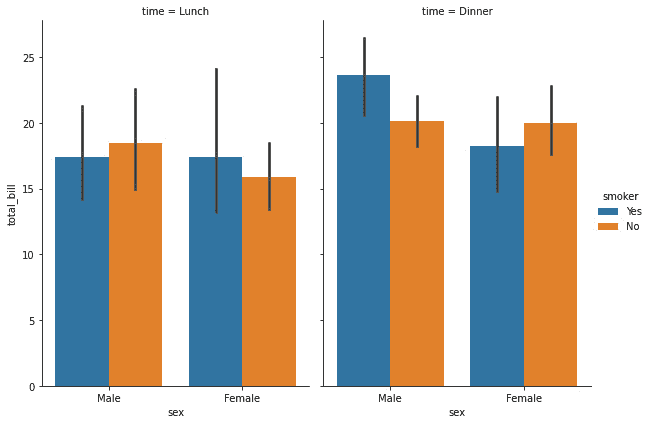 time = Lunch
time = Dinner
25
20
15
10
5
0
total_bill
Male
Female
sex
Male
Female
sex
smoker
Yes
No